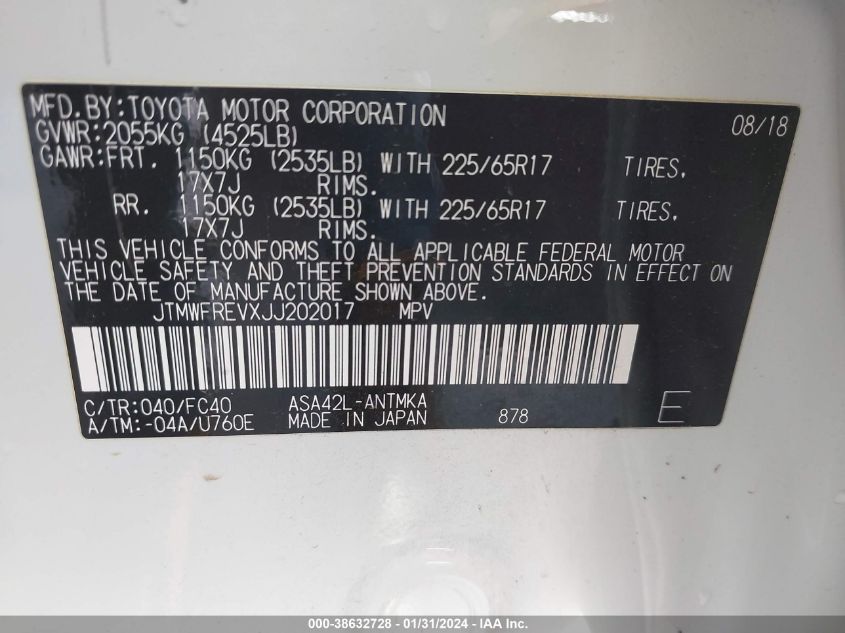 MFD.BY:TOYOTA MOTOR CORPORATION 08/18
GVWR:2055KG (4525LB)
GAWR:FRT. 1150KG (2535LB) WITH 225/65R17 TIRES.
17X7J RIMS.
RR. 1150KG (2535LB) WITH 225/65R17 TIRES.
17X7J RIMS.
THIS VEHICLE CONFORMS TO ALL APPLICABLE FEDERAL MOTOR
VEHICLE SAFETY AND THEFT PREVENTION STANDARDS IN EFFECT ON
THE DATE OF MANUFACTURE SHOWN ABOVE.
JTMWFREVXJJ202017 MPV
C/TR:040/FC40 ASA42L-ANTMKA
A/TM:-04A/U760E MADE IN JAPAN 878 E
000-38632728 - 01/31/2024 - IAA Inc.